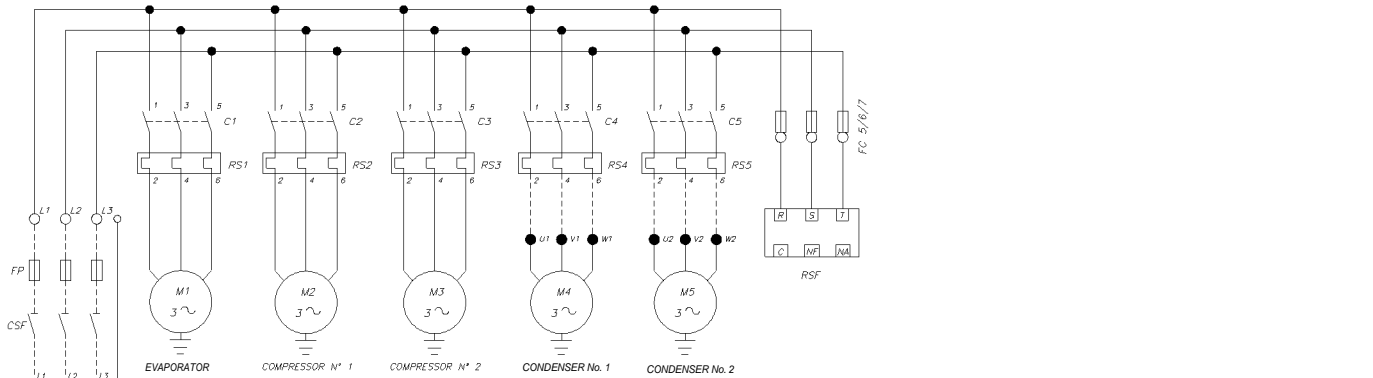 1 3 5 1 3 5 1 3 5 1 3 5 1 3 5
C1 C2 C3 C4 C5
FC 5/6/7
RS1 RS2 RS3 RS4 RS5
2 4 6 2 4 6 2 4 6 2 4 6 2 4 6
L1 L2 L3
R S T
U1 V1 W1 U2 V2 W2
C NF NA
RSF
FP
M1 M2 M3 M4 M5
3 3 3 3 3
CSF
EVAPORATOR
COMPRESSOR N° 1
COMPRESSOR N° 2
CONDENSER No. 1
CONDENSER No. 2
L1 L2 L3